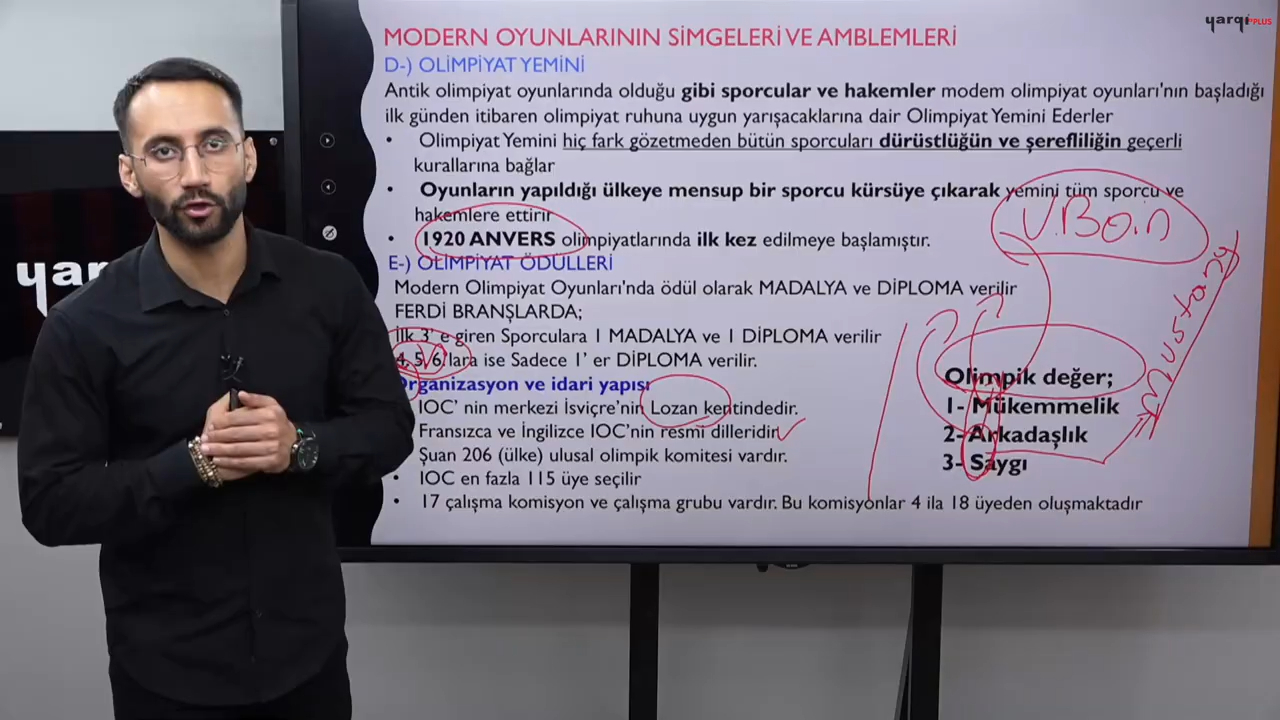 yarqıPLUS
MODERN OYUNLARININ SİMGELERİ VE AMBLEMLERİ
D-) OLİMPİYAT YEMİNİ
Antik olimpiyat oyunlarında olduğu gibi sporcular ve hakemler modem olimpiyat oyunları'nın başladığı
ilk günden itibaren olimpiyat ruhuna uygun yarışacaklarına dair Olimpiyat Yemini Ederler
• Olimpiyat Yemini hiç fark gözetmeden bütün sporcuları dürüstlüğün ve şerefliliğin geçerli
kurallarına bağlar
• Oyunların yapıldığı ülkeye mensup bir sporcu kürsüye çıkarak yemini tüm sporcu ve
hakemlere ettirir
• 1920 ANVERS olimpiyatlarında ilk kez edilmeye başlamıştır.
V.Boin
E-) OLİMPİYAT ÖDÜLLERİ
Modern Olimpiyat Oyunları'nda ödül olarak MADALYA ve DİPLOMA verilir
FERDİ BRANŞLARDA;
İlk 3' e giren Sporculara 1 MADALYA ve 1 DİPLOMA verilir
4, 5, 6. lara ise Sadece 1' er DİPLOMA verilir.
Organizasyon ve idari yapısı
IOC' nin merkezi İsviçre'nin Lozan kentindedir.
Fransızca ve İngilizce IOC'nin resmi dilleridir
Şuan 206 (ülke) ulusal olimpik komitesi vardır.
• IOC en fazla 115 üye seçilir
• 17 çalışma komisyon ve çalışma grubu vardır. Bu komisyonlar 4 ila 18 üyeden oluşmaktadır
Olimpik değer;
1- Mükemmelik
2- Arkadaşlık
3- Saygı
Mustang
yarq